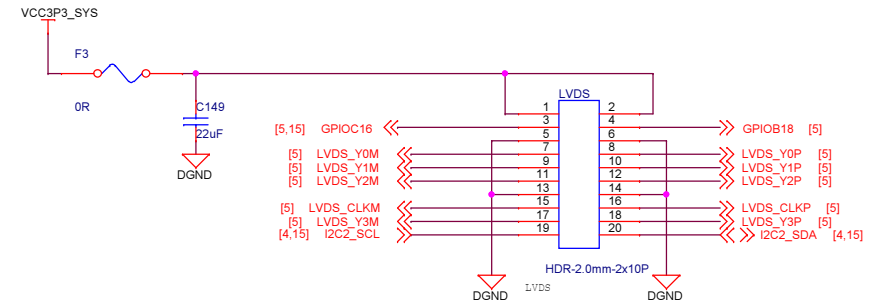 VCC3P3_SYS
F3
0R
C149
22uF
DGND
LVDS
1 2
[5,15] GPIOC16 3 4 GPIOB18 [5]
5 6
[5] LVDS_Y0M 7 8 LVDS_Y0P [5]
[5] LVDS_Y1M 9 10 LVDS_Y1P [5]
[5] LVDS_Y2M 11 12 LVDS_Y2P [5]
13 14
[5] LVDS_CLKM 15 16 LVDS_CLKP [5]
[5] LVDS_Y3M 17 18 LVDS_Y3P [5]
[4,15] I2C2_SCL 19 20 I2C2_SDA [4,15]
HDR-2.0mm-2x10P
LVDS
DGND DGND